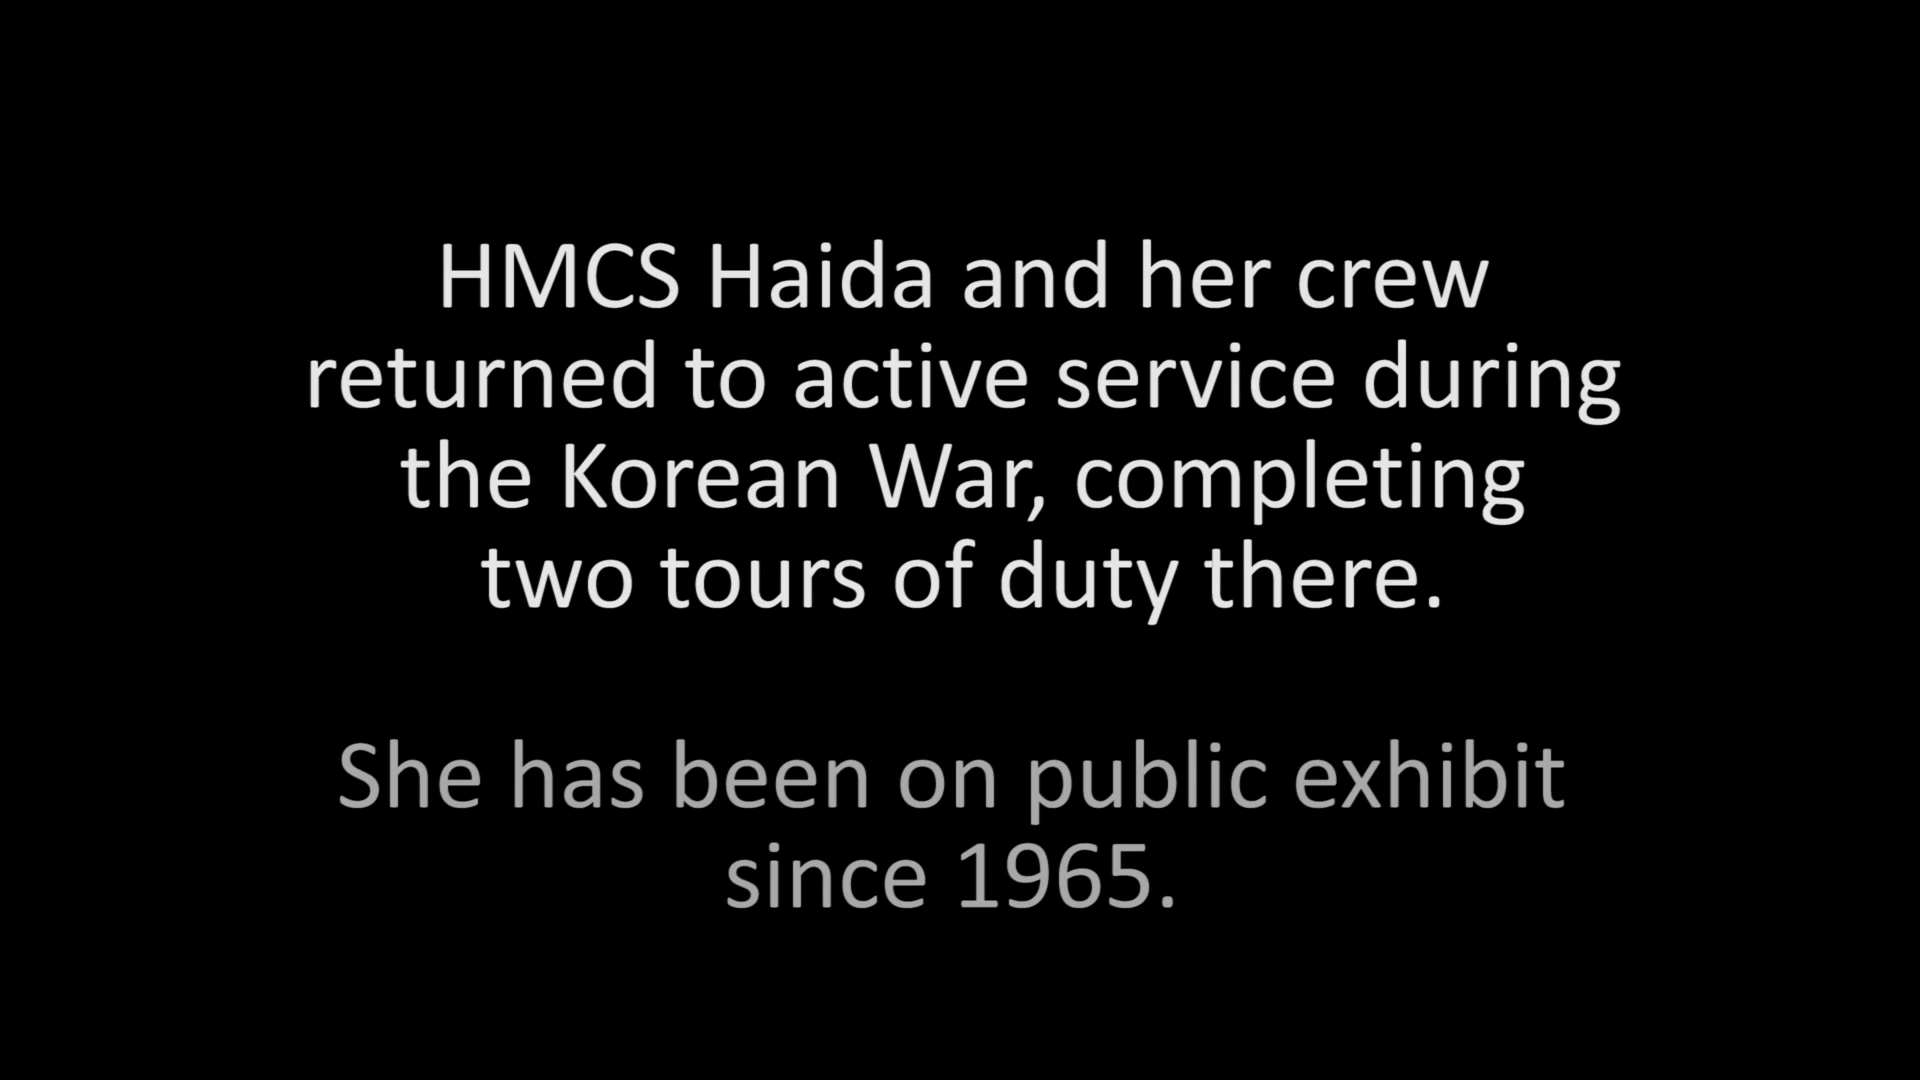 HMCS Haida and her crew
returned to active service during
the Korean War, completing
two tours of duty there.
She has been on public exhibit
since 1965.